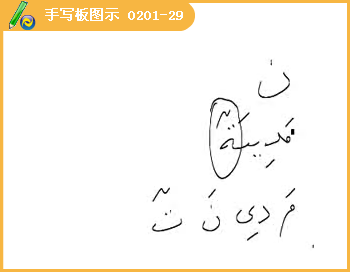 手写板图示 0201-29
ن
مَدِينَةٌ
مَ دِي نَ تٌ